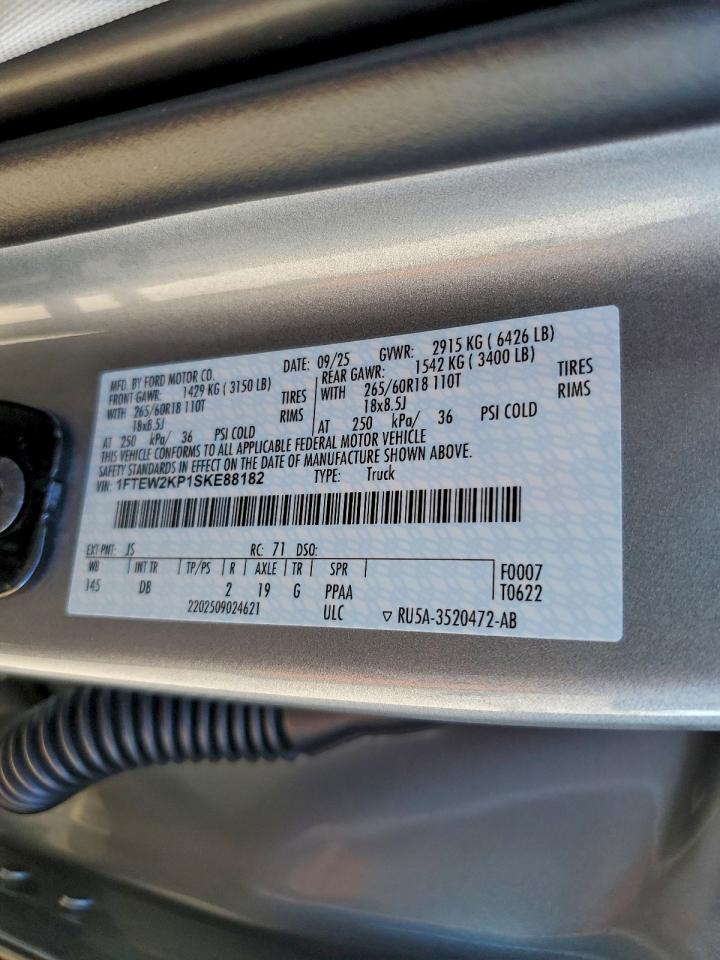 MFD. BY FORD MOTOR CO. DATE: 09/25 GVWR: 2915 KG ( 6426 LB)
FRONT GAWR: 1429 KG ( 3150 LB) REAR GAWR: 1542 KG ( 3400 LB)
WITH 265/60R18 110T TIRES WITH 265/60R18 110T TIRES
18x8.5J RIMS 18x8.5J RIMS
AT 250 kPa/ 36 PSI COLD AT 250 kPa/ 36 PSI COLD
THIS VEHICLE CONFORMS TO ALL APPLICABLE FEDERAL MOTOR VEHICLE
SAFETY STANDARDS IN EFFECT ON THE DATE OF MANUFACTURE SHOWN ABOVE.
VIN: 1FTEW2KP1SKE88182 TYPE: Truck
EXT PNT: JS RC: 71 DSO:
WB INT TR TP/PS R AXLE TR SPR
145 DB 2 19 G PPAA
2202509024621 ULC
F0007
T0622
▽ RU5A-3520472-AB